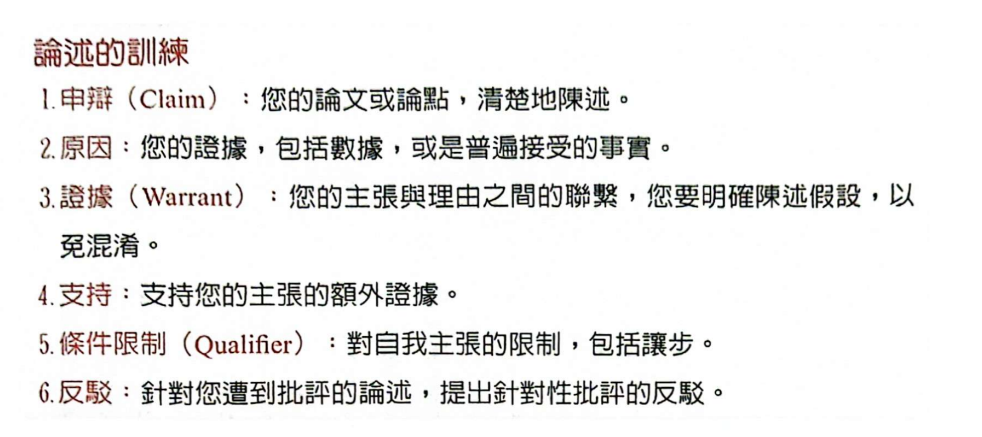 論述的訓練
1.申辯（Claim）：您的論文或論點，清楚地陳述。
2.原因：您的證據，包括數據，或是普遍接受的事實。
3.證據（Warrant）：您的主張與理由之間的聯繫，您要明確陳述假設，以
免混淆。
4.支持：支持您的主張的額外證據。
5.條件限制（Qualifier）：對自我主張的限制，包括讓步。
6.反駁：針對您遭到批評的論述，提出針對性批評的反駁。